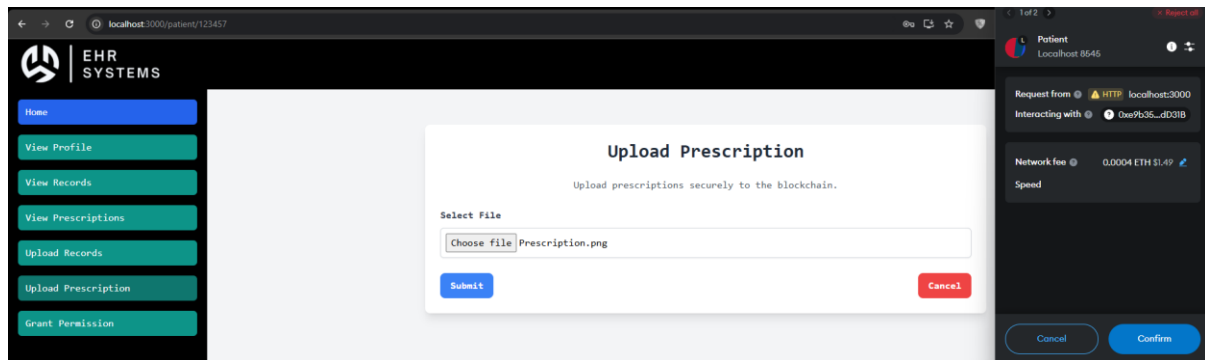 localhost:3000/patient/123457
EHR
SYSTEMS
Home
View Profile
View Records
View Prescriptions
Upload Records
Upload Prescription
Grant Permission
Upload Prescription
Upload prescriptions securely to the blockchain.
Select File
Choose file Prescription.png
Submit
Cancel
1 of 2
× Reject all
L
Patient
Localhost 8545
Request from HTTP localhost:3000
Interacting with 0xe9b35...dD31B
Network fee 0.0004 ETH $1.49
Speed
Cancel
Confirm